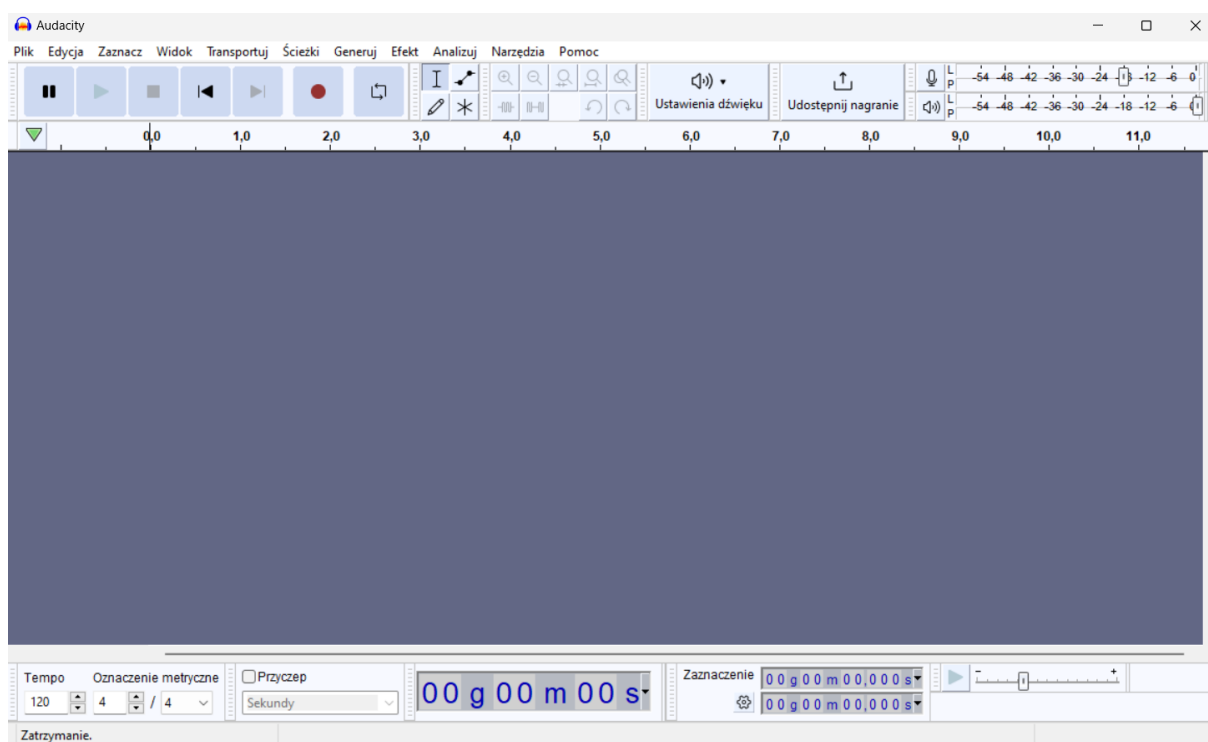 Audacity
Plik Edycja Zaznacz Widok Transportuj Ścieżki Generuj Efekt Analizuj Narzędzia Pomoc
Ustawienia dźwięku
Udostępnij nagranie
L P -54 -48 -42 -36 -30 -24 -18 -12 -6 0
L P -54 -48 -42 -36 -30 -24 -18 -12 -6 0
0,0 1,0 2,0 3,0 4,0 5,0 6,0 7,0 8,0 9,0 10,0 11,0
Tempo Oznaczenie metryczne
120 4 / 4
Przyczep
Sekundy
00 g 00 m 00 s
Zaznaczenie
00 g 00 m 00,000 s
00 g 00 m 00,000 s
- +
Zatrzymanie.